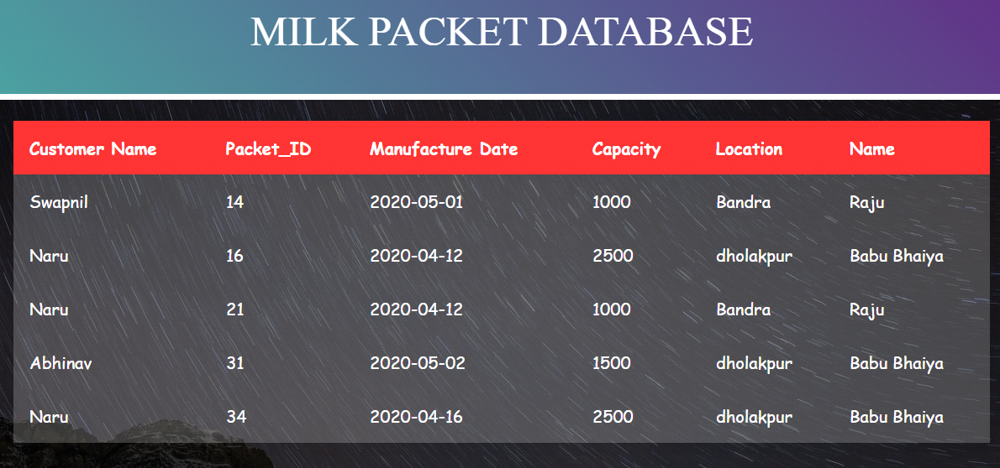 MILK PACKET DATABASE
Customer Name Packet_ID Manufacture Date Capacity Location Name
Swapnil 14 2020-05-01 1000 Bandra Raju
Naru 16 2020-04-12 2500 dholakpur Babu Bhaiya
Naru 21 2020-04-12 1000 Bandra Raju
Abhinav 31 2020-05-02 1500 dholakpur Babu Bhaiya
Naru 34 2020-04-16 2500 dholakpur Babu Bhaiya